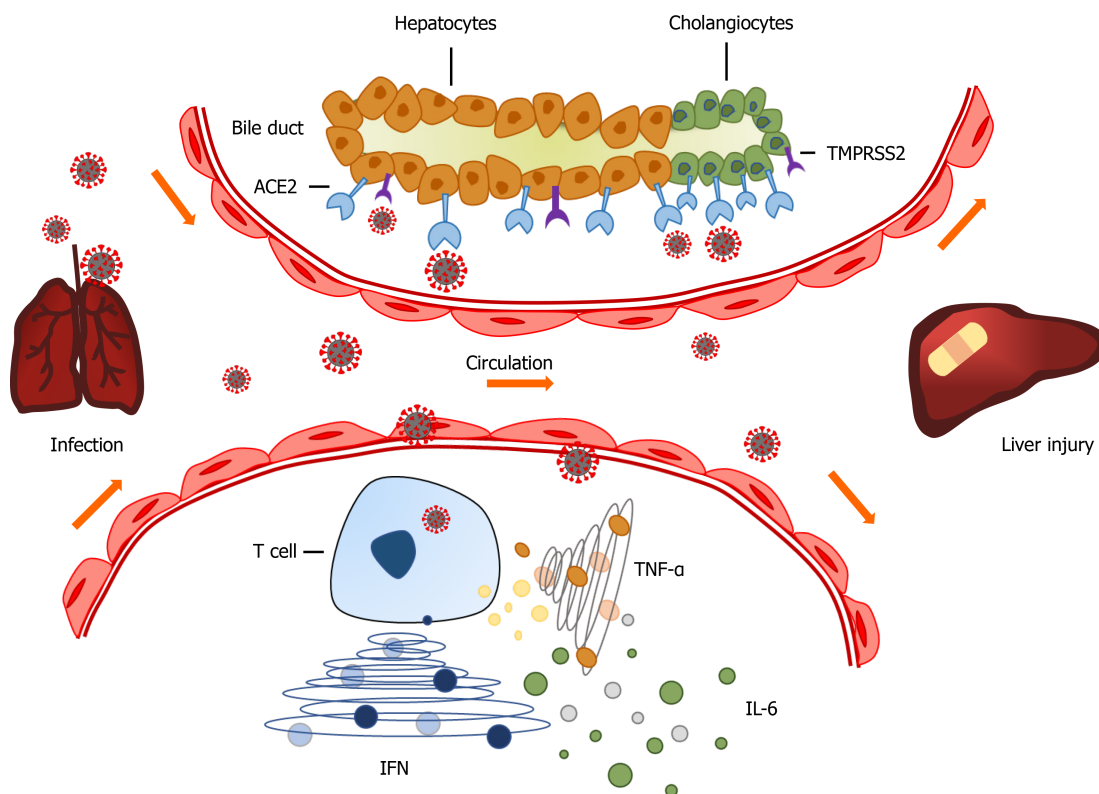 Hepatocytes
Cholangiocytes
Bile duct
TMPRSS2
ACE2
Circulation
Infection
Liver injury
T cell
TNF-α
IL-6
IFN